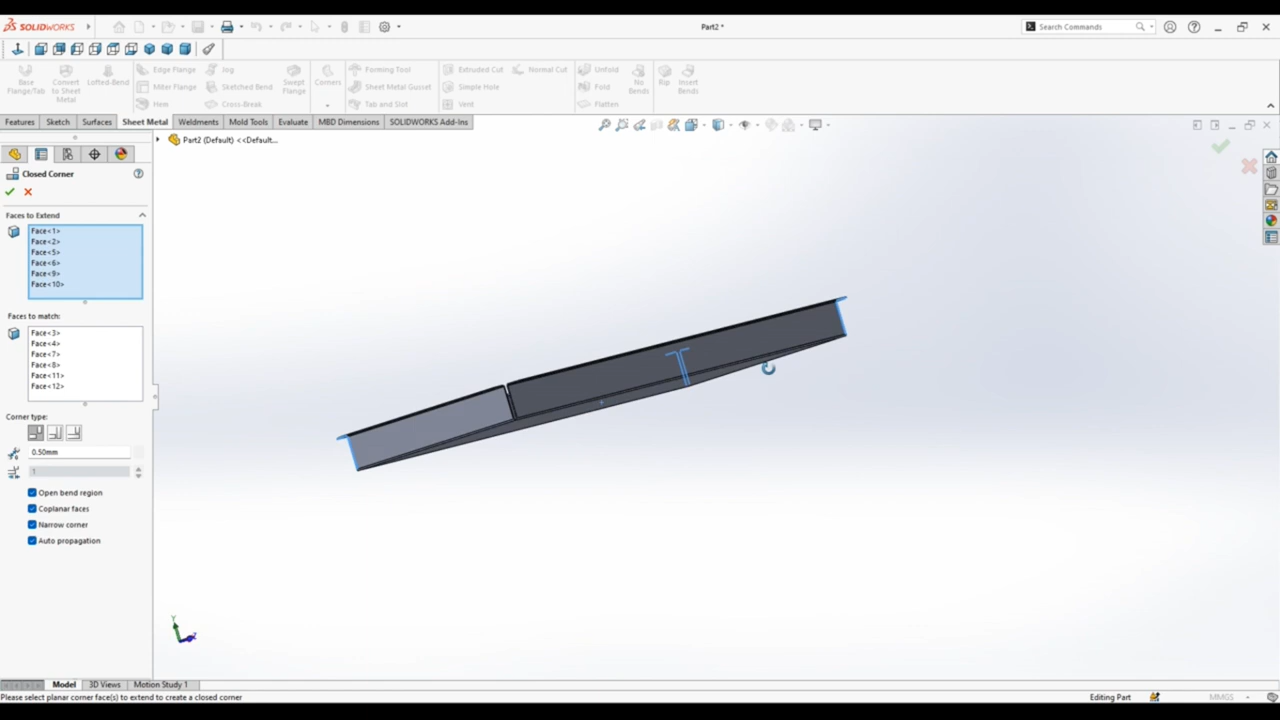 SOLIDWORKS
Part2 *
Search Commands
Base Flange/Tab
Convert to Sheet Metal
Lofted-Bend
Edge Flange
Miter Flange
Hem
Jog
Sketched Bend
Cross-Break
Swept Flange
Corners
Forming Tool
Sheet Metal Gusset
Tab and Slot
Extruded Cut
Simple Hole
Vent
Normal Cut
Unfold
Fold
Flatten
No Bends
Rip
Insert Bends
Features
Sketch
Surfaces
Sheet Metal
Weldments
Mold Tools
Evaluate
MBD Dimensions
SOLIDWORKS Add-Ins
Part2 (Default) <<Default...
Closed Corner
Faces to Extend
Face<1>
Face<2>
Face<5>
Face<6>
Face<9>
Face<10>
Faces to match:
Face<3>
Face<4>
Face<7>
Face<8>
Face<11>
Face<12>
Corner type:
0.50mm
1
Open bend region
Coplanar faces
Narrow corner
Auto propagation
Y
Z
Model
3D Views
Motion Study 1
Please select planar corner face(s) to extend to create a closed corner
Editing Part
MMGS